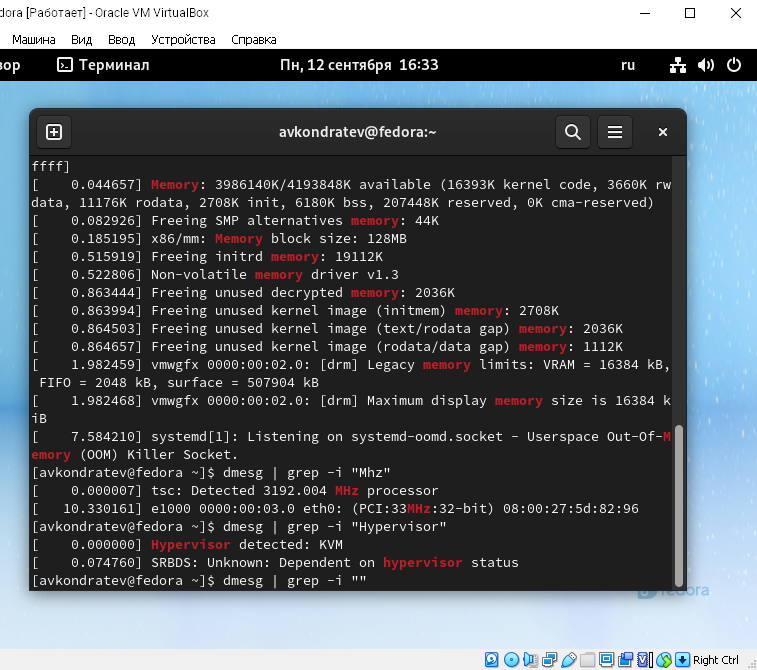 dora [Работает] - Oracle VM VirtualBox
Машина Вид Ввод Устройства Справка
зор Терминал Пн, 12 сентября 16:33 ru
avkondratev@fedora:~
ffff]
[    0.044657] Memory: 3986140K/4193848K available (16393K kernel code, 3660K rw
data, 11176K rodata, 2708K init, 6180K bss, 207448K reserved, 0K cma-reserved)
[    0.082926] Freeing SMP alternatives memory: 44K
[    0.185195] x86/mm: Memory block size: 128MB
[    0.515919] Freeing initrd memory: 19112K
[    0.522806] Non-volatile memory driver v1.3
[    0.863444] Freeing unused decrypted memory: 2036K
[    0.863994] Freeing unused kernel image (initmem) memory: 2708K
[    0.864503] Freeing unused kernel image (text/rodata gap) memory: 2036K
[    0.864657] Freeing unused kernel image (rodata/data gap) memory: 1112K
[    1.982459] vmwgfx 0000:00:02.0: [drm] Legacy memory limits: VRAM = 16384 kB,
 FIFO = 2048 kB, surface = 507904 kB
[    1.982468] vmwgfx 0000:00:02.0: [drm] Maximum display memory size is 16384 k
iB
[    7.584210] systemd[1]: Listening on systemd-oomd.socket - Userspace Out-Of-M
emory (OOM) Killer Socket.
[avkondratev@fedora ~]$ dmesg | grep -i "Mhz"
[    0.000007] tsc: Detected 3192.004 MHz processor
[   10.330161] e1000 0000:00:03.0 eth0: (PCI:33MHz:32-bit) 08:00:27:5d:82:96
[avkondratev@fedora ~]$ dmesg | grep -i "Hypervisor"
[    0.000000] Hypervisor detected: KVM
[    0.074760] SRBDS: Unknown: Dependent on hypervisor status
[avkondratev@fedora ~]$ dmesg | grep -i ""
fedora
Right Ctrl